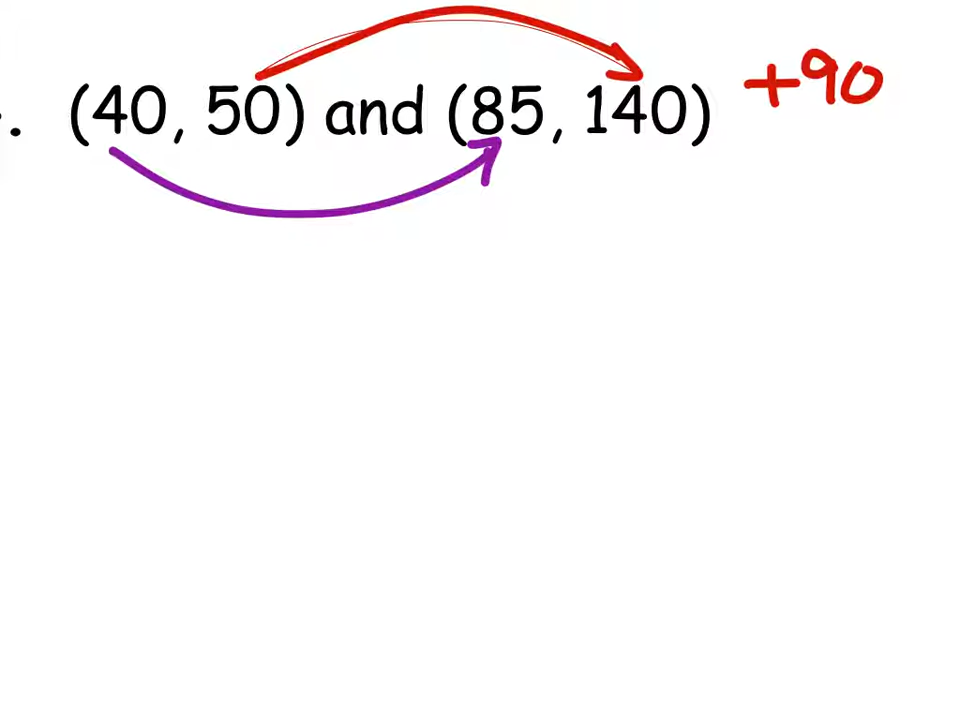 . (40, 50) and (85, 140) +90